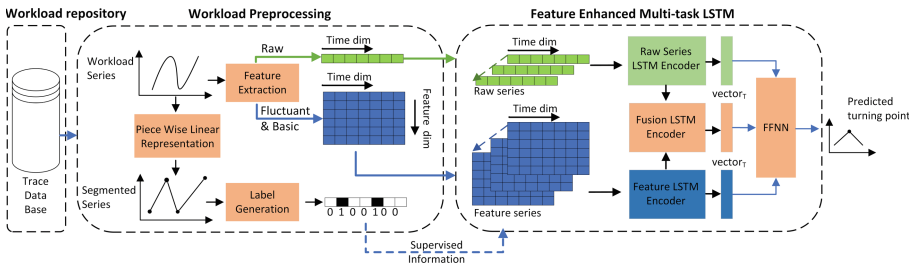 Workload repository
Trace
Data
Base
Workload Preprocessing
Workload
Series
Raw
Time dim
Feature
Extraction
Fluctuant
& Basic
Time dim
Feature dim
Piece Wise Linear
Representation
Segmented
Series
Label
Generation
0 1 0 0 1 0 0
Supervised
Information
Feature Enhanced Multi-task LSTM
Time dim
Raw series
Time dim
Feature series
Raw Series
LSTM Encoder
vectorT
Fusion LSTM
Encoder
vectorT
Feature LSTM
Encoder
FFNN
Predicted
turning point